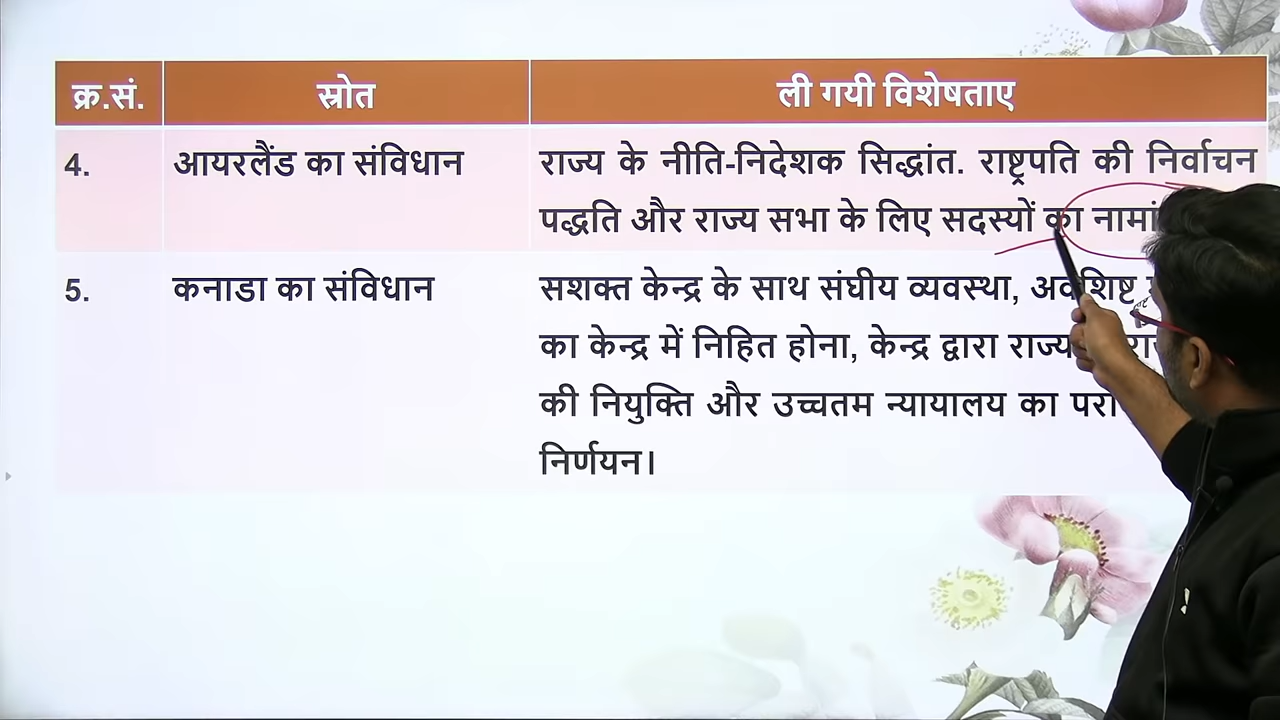 क्र.सं. स्रोत ली गयी विशेषताए
4. आयरलैंड का संविधान राज्य के नीति-निदेशक सिद्धांत. राष्ट्रपति की निर्वाचन
पद्धति और राज्य सभा के लिए सदस्यों का
5. कनाडा का संविधान सशक्त केन्द्र के साथ संघीय व्यवस्था, अवशिष्ट
का केन्द्र में निहित होना, केन्द्र द्वारा
की नियुक्ति और उच्चतम न्यायालय का
निर्णयन।